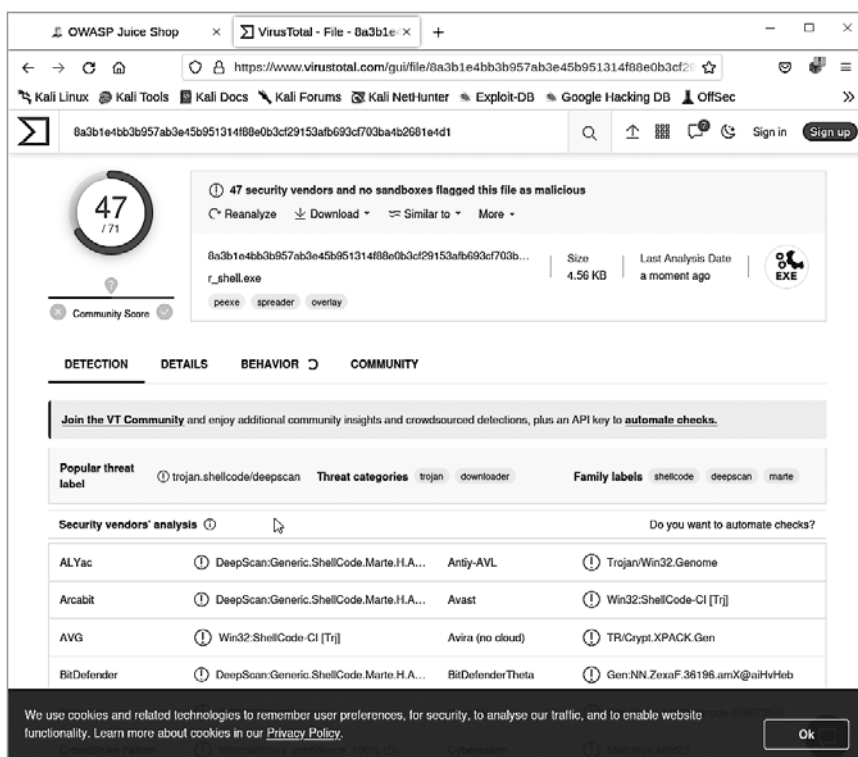 OWASP Juice Shop × VirusTotal - File - 8a3b1e4 × +
https://www.virustotal.com/gui/file/8a3b1e4bb3b957ab3e45b951314f88e0b3cf29
Kali Linux Kali Tools Kali Docs Kali Forums Kali NetHunter Exploit-DB Google Hacking DB OffSec »
8a3b1e4bb3b957ab3e45b951314f88e0b3cf29153afb693cf703ba4b2681e4d1 Sign in Sign up
47
/ 71
47 security vendors and no sandboxes flagged this file as malicious
Reanalyze Download Similar to More
8a3b1e4bb3b957ab3e45b951314f88e0b3cf29153afb693cf703b...
r_shell.exe
peexe spreader overlay
Size
4.56 KB
Last Analysis Date
a moment ago
EXE
? Community Score
DETECTION DETAILS BEHAVIOR COMMUNITY
Join the VT Community and enjoy additional community insights and crowdsourced detections, plus an API key to automate checks.
Popular threat label trojan.shellcode/deepscan Threat categories trojan downloader Family labels shellcode deepscan marte
Security vendors' analysis Do you want to automate checks?
ALYac DeepScan:Generic.ShellCode.Marte.H.A... Antiy-AVL Trojan/Win32.Genome
Arcabit DeepScan:Generic.ShellCode.Marte.H.A... Avast Win32:ShellCode-CI [Trj]
AVG Win32:ShellCode-CI [Trj] Avira (no cloud) TR/Crypt.XPACK.Gen
BitDefender DeepScan:Generic.ShellCode.Marte.H.A... BitDefenderTheta Gen:NN.ZexaF.36196.amX@aiHvHeb
We use cookies and related technologies to remember user preferences, for security, to analyse our traffic, and to enable website
functionality. Learn more about cookies in our Privacy Policy.
Ok
CrowdStrike Falcon Cybereason